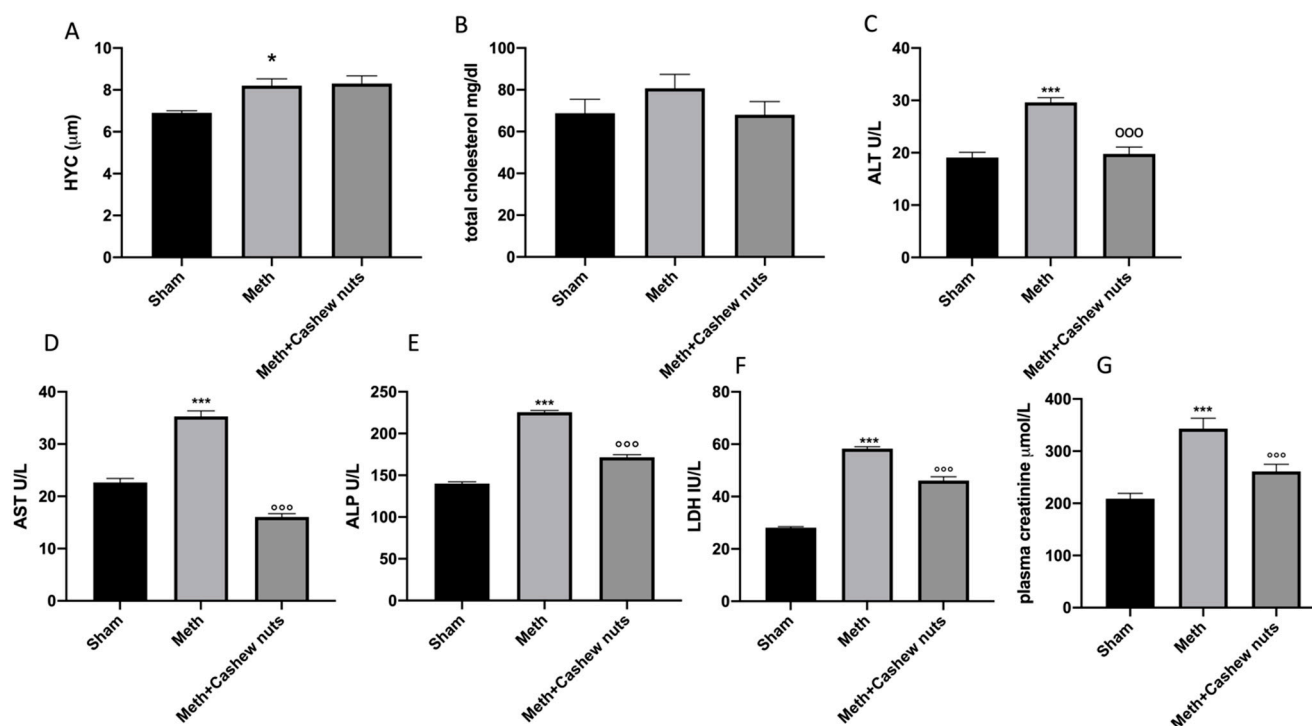 A
HYC (μm)
10
8
6
4
2
0
*
Sham
Meth
Meth+Cashew nuts
B
total cholesterol mg/dl
100
80
60
40
20
0
Sham
Meth
Meth+Cashew nuts
C
ALT U/L
40
30
20
10
0
***
ooo
Sham
Meth
Meth+Cashew nuts
D
AST U/L
40
30
20
10
0
***
ooo
Sham
Meth
Meth+Cashew nuts
E
ALP U/L
250
200
150
100
50
0
***
ooo
Sham
Meth
Meth+Cashew nuts
F
LDH IU/L
80
60
40
20
0
***
ooo
Sham
Meth
Meth+Cashew nuts
G
plasma creatinine μmol/L
400
300
200
100
0
***
ooo
Sham
Meth
Meth+Cashew nuts